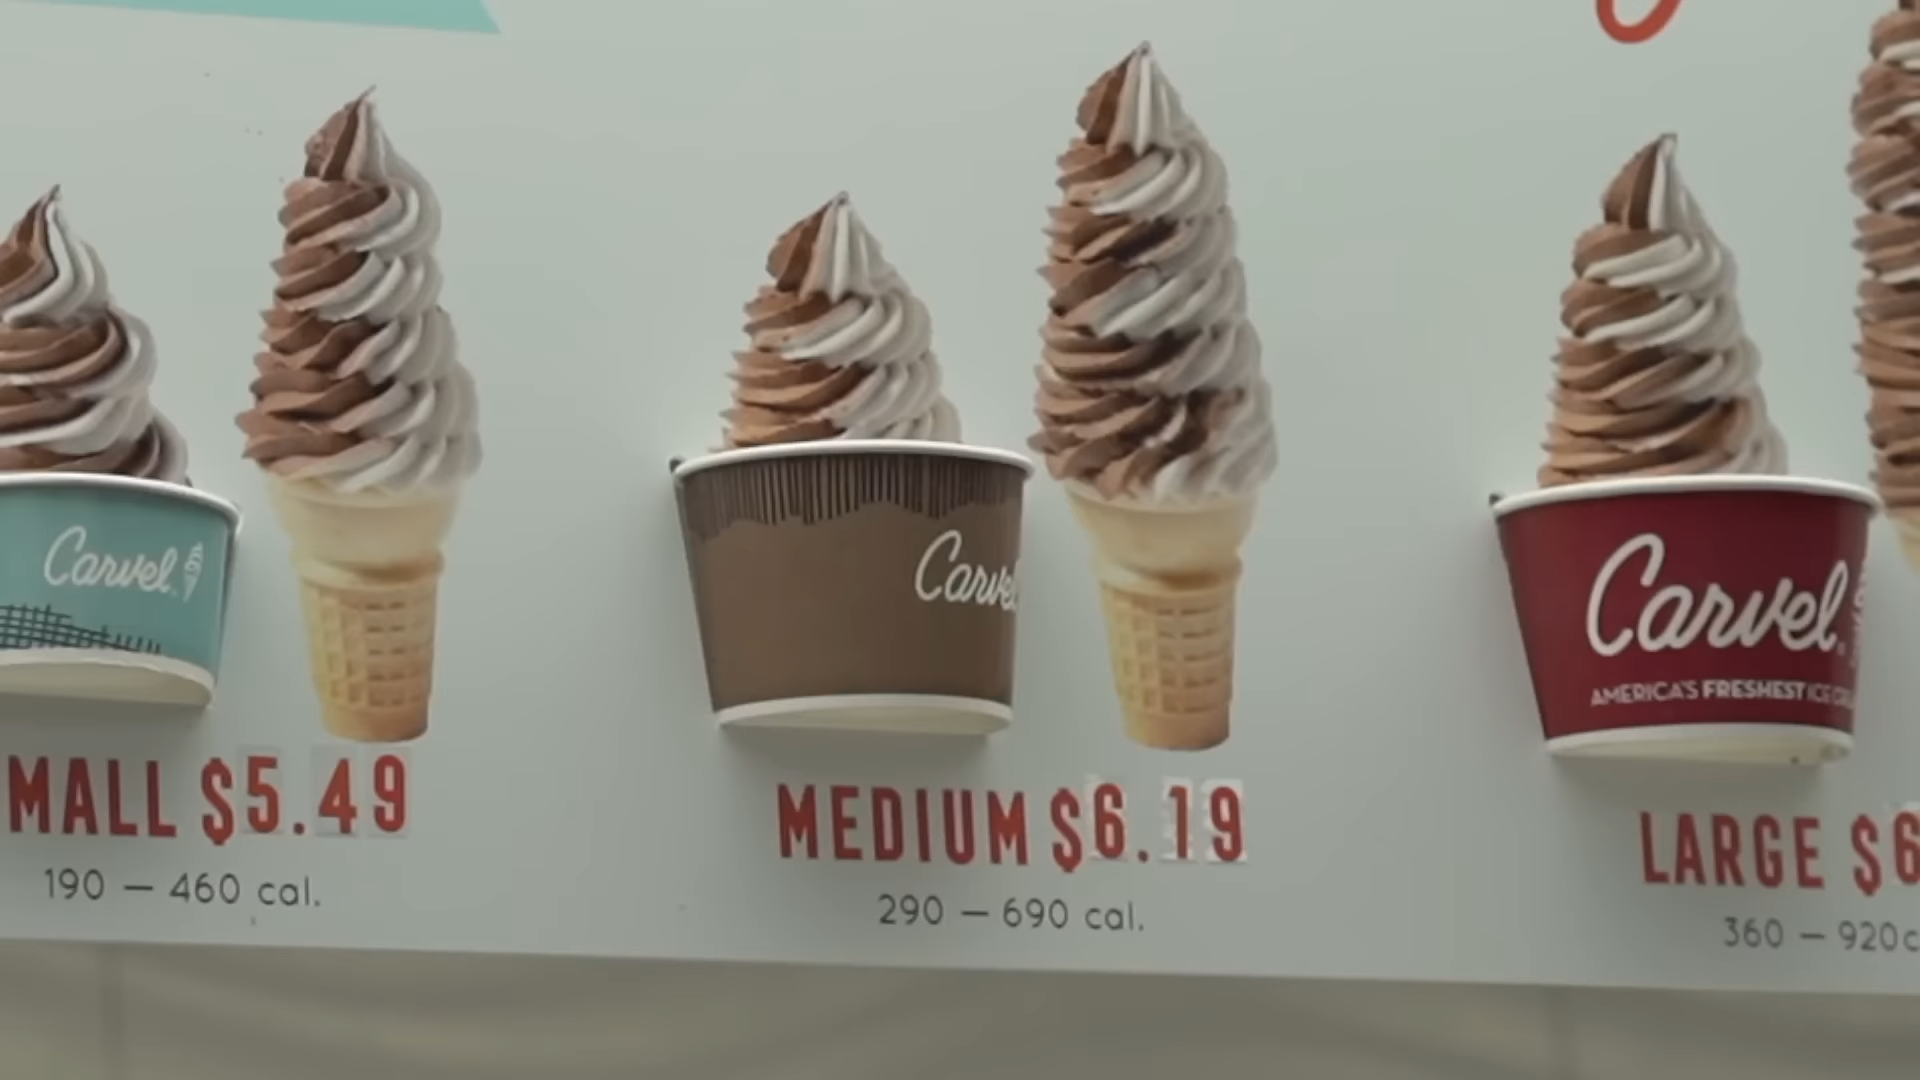 Carvel
Carvel
Carvel
AMERICA'S FRESHEST ICE
MALL $5.49
MEDIUM $6.19
LARGE $6
190 – 460 cal.
290 – 690 cal.
360 – 920c